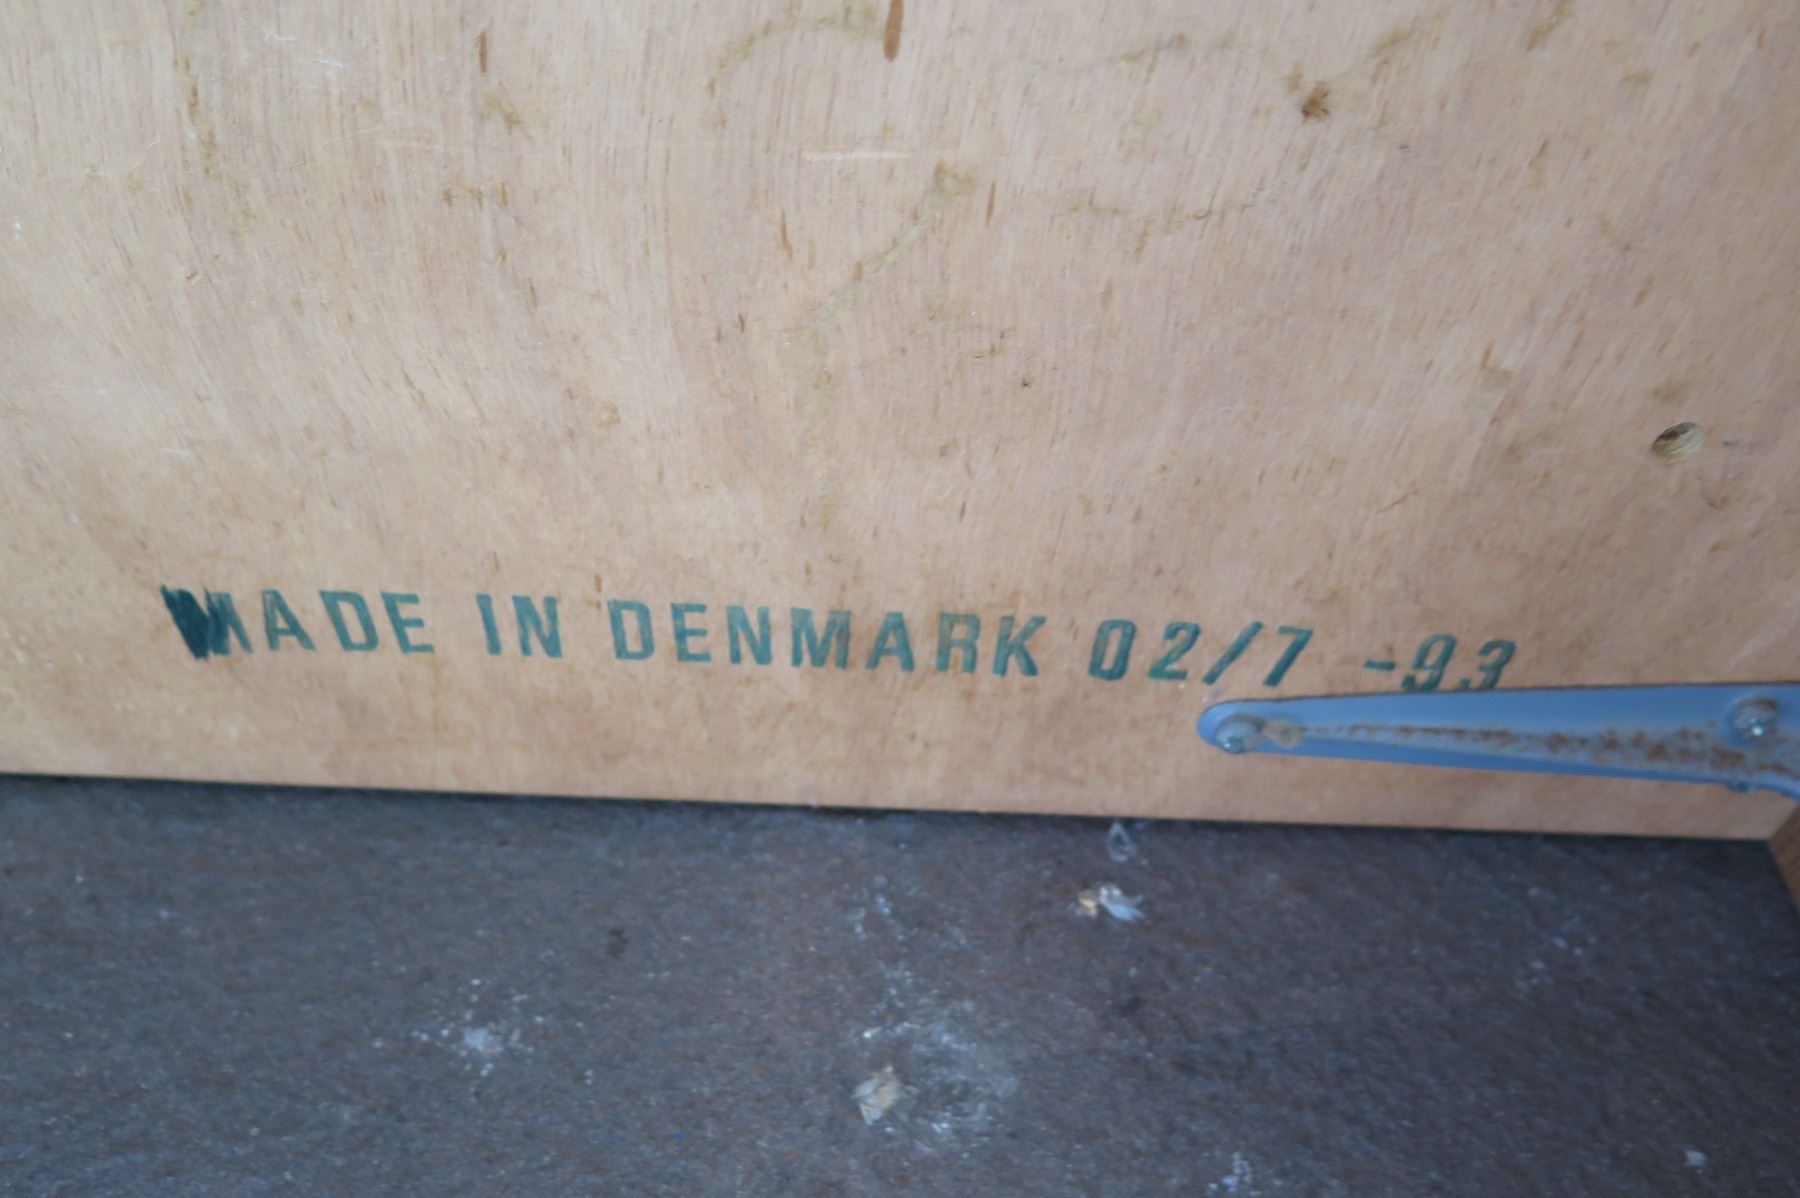 MADE IN DENMARK 02/7 -93